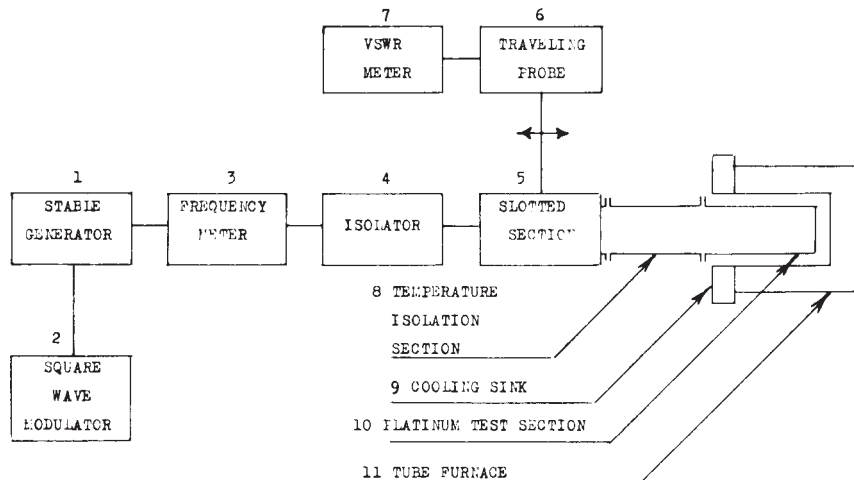 7
VSWR
METER
6
TRAVELING
PROBE
1
STABLE
GENERATOR
3
FREQUENCY
METER
4
ISOLATOR
5
SLOTTED
SECTION
2
SQUARE
WAVE
MODULATOR
8 TEMPERATURE
ISOLATION
SECTION
9 COOLING SINK
10 PLATINUM TEST SECTION
11 TUBE FURNACE